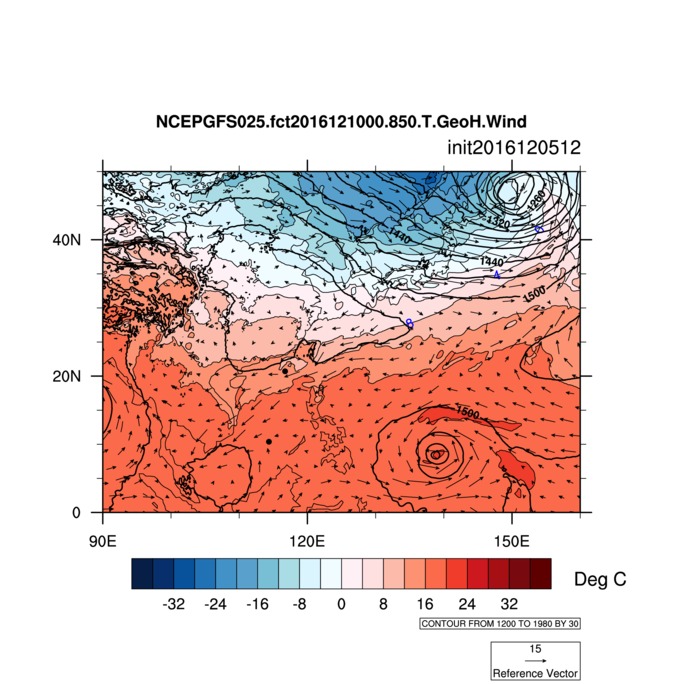 NCEPGFS025.fct2016121000.850.T.GeoH.Wind
init2016120512
40N
20N
0
90E
120E
150E
1320
1440
1440
1500
1500
-32
-24
-16
-8
0
8
16
24
32
Deg C
CONTOUR FROM 1200 TO 1980 BY 30
15
Reference Vector